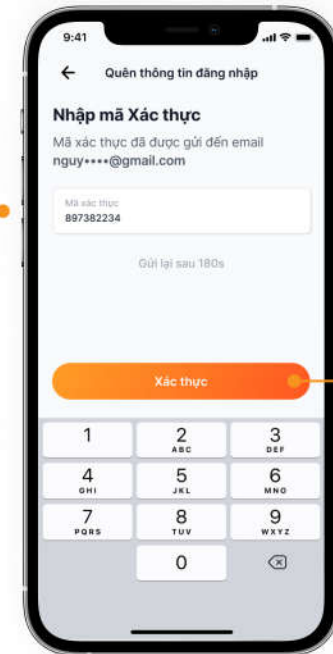 9:41
Quên thông tin đăng nhập
Nhập mã Xác thực
Mã xác thực đã được gửi đến email
nguy••••@gmail.com
Mã xác thực
897382234
Gửi lại sau 180s
Xác thực
1 2 3
ABC DEF
4 5 6
GHI JKL MNO
7 8 9
PQRS TUV WXYZ
0